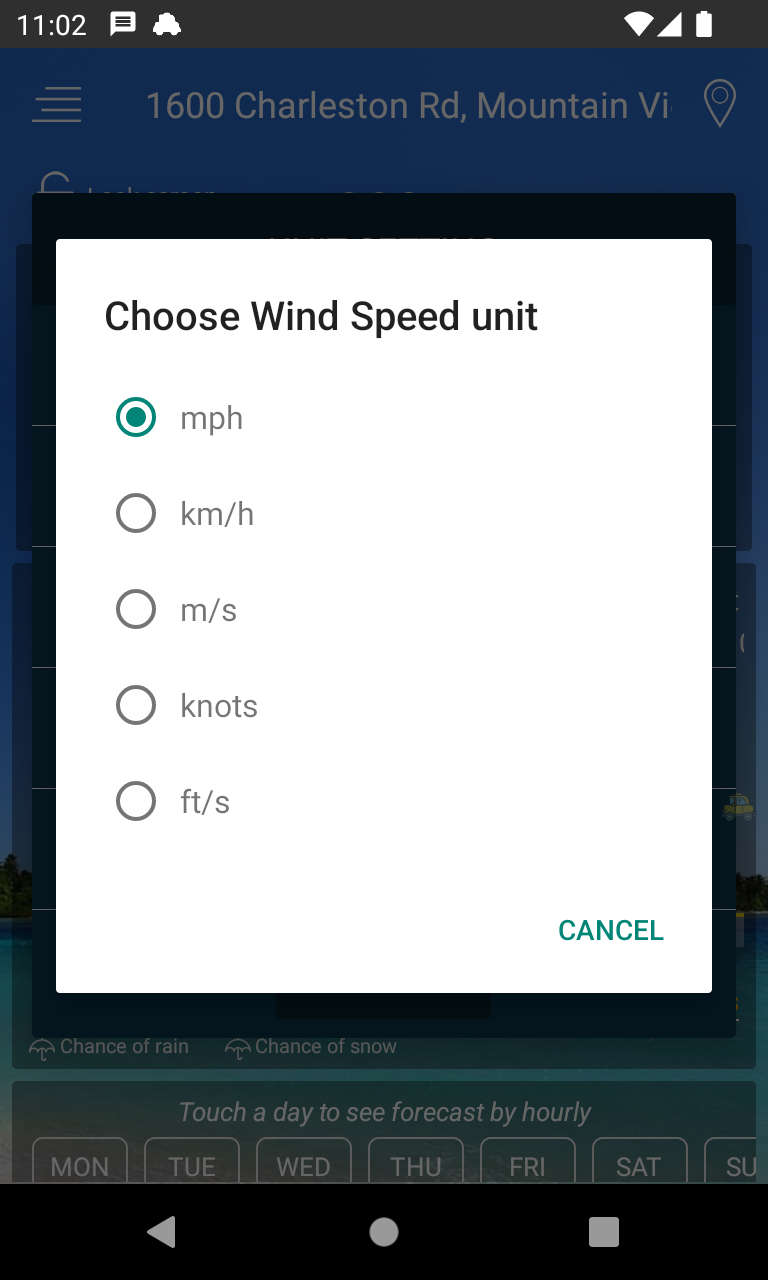 11:02
1600 Charleston Rd, Mountain Vi
Choose Wind Speed unit
mph
km/h
m/s
knots
ft/s
CANCEL
Chance of rain Chance of snow
Touch a day to see forecast by hourly
MON TUE WED THU FRI SAT SU